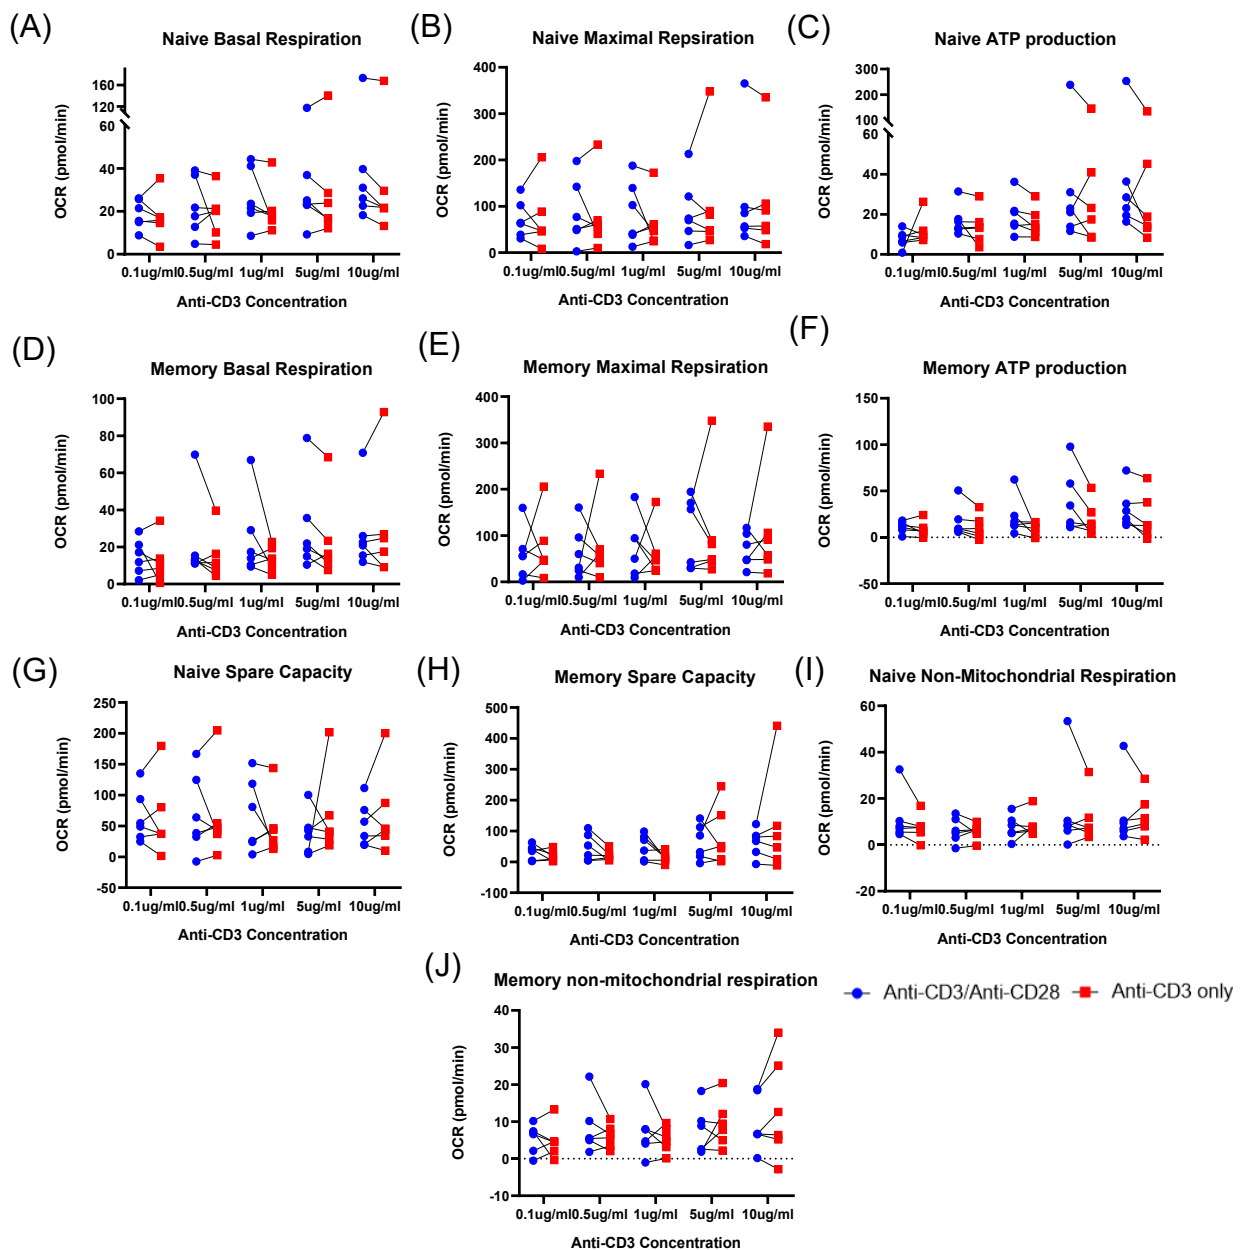 (A)
Naive Basal Respiration
OCR (pmol/min)
160
120
60
40
20
0
0.1ug/ml 0.5ug/ml 1ug/ml 5ug/ml 10ug/ml
Anti-CD3 Concentration
(B)
Naive Maximal Repsiration
OCR (pmol/min)
400
300
200
100
0
0.1ug/ml 0.5ug/ml 1ug/ml 5ug/ml 10ug/ml
Anti-CD3 Concentration
(C)
Naive ATP production
OCR (pmol/min)
300
200
100
60
40
20
0
0.1ug/ml 0.5ug/ml 1ug/ml 5ug/ml 10ug/ml
Anti-CD3 Concentration
(D)
Memory Basal Respiration
OCR (pmol/min)
100
80
60
40
20
0
0.1ug/ml 0.5ug/ml 1ug/ml 5ug/ml 10ug/ml
Anti-CD3 Concentration
(E)
Memory Maximal Repsiration
OCR (pmol/min)
400
300
200
100
0
0.1ug/ml 0.5ug/ml 1ug/ml 5ug/ml 10ug/ml
Anti-CD3 Concentration
(F)
Memory ATP production
OCR (pmol/min)
150
100
50
0
-50
0.1ug/ml 0.5ug/ml 1ug/ml 5ug/ml 10ug/ml
Anti-CD3 Concentration
(G)
Naive Spare Capacity
OCR (pmol/min)
250
200
150
100
50
0
-50
0.1ug/ml 0.5ug/ml 1ug/ml 5ug/ml 10ug/ml
Anti-CD3 Concentration
(H)
Memory Spare Capacity
OCR (pmol/min)
500
400
300
200
100
0
-100
0.1ug/ml 0.5ug/ml 1ug/ml 5ug/ml 10ug/ml
Anti-CD3 Concentration
(I)
Naive Non-Mitochondrial Respiration
OCR (pmol/min)
60
40
20
0
-20
0.1ug/ml 0.5ug/ml 1ug/ml 5ug/ml 10ug/ml
Anti-CD3 Concentration
(J)
Memory non-mitochondrial respiration
OCR (pmol/min)
40
30
20
10
0
-10
0.1ug/ml 0.5ug/ml 1ug/ml 5ug/ml 10ug/ml
Anti-CD3 Concentration
Anti-CD3/Anti-CD28 Anti-CD3 only